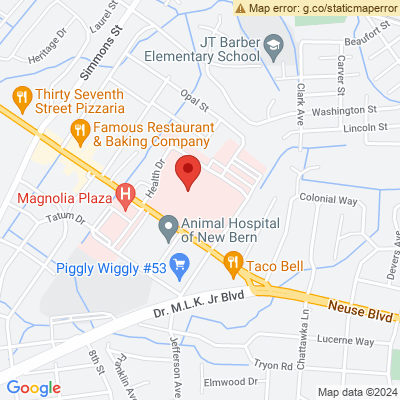 Map error: g.co/staticmaperror
Heritage Dr
Laurel St
Simmons St
JT Barber
Elementary School
Beaufort St
Carver St
Clark Ave
Washington St
Lincoln St
Opal St
Thirty Seventh
Street Pizzaria
Famous Restaurant
& Baking Company
Health Dr
Colonial Way
Magnolia Plaza
H
Tatum Dr
Animal Hospital
of New Bern
Devers Ave
Piggly Wiggly #53
Taco Bell
Dr. M.L.K. Jr Blvd
Neuse Blvd
Chattawka Ln
Lucerne Way
8th St
Franklin Ave
Jefferson Ave
Tryon Rd
Elmwood Dr
Google
Map data ©2024